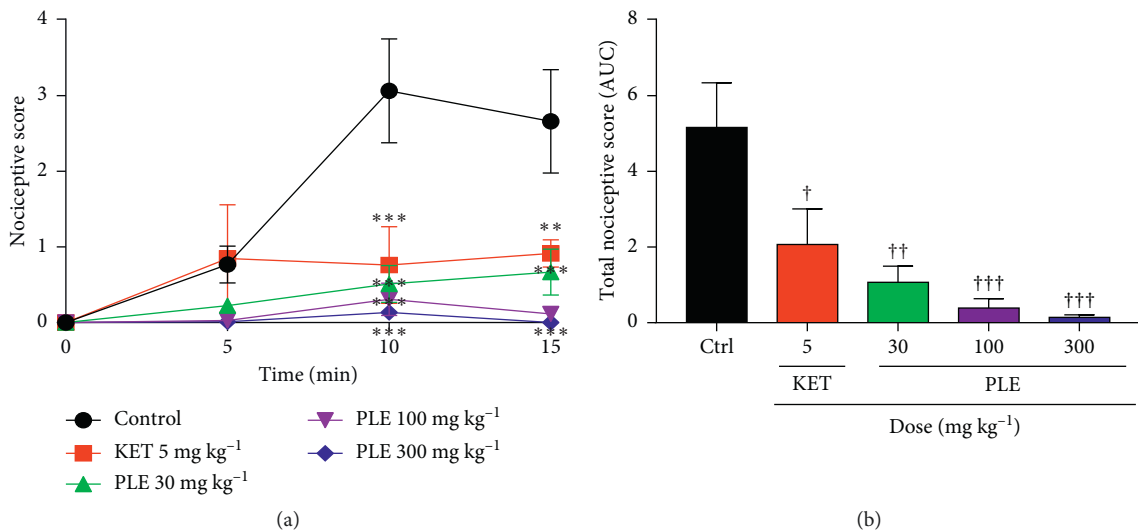 4
3
2
1
0
Nociceptive score
***
**
***
***
***
***
***
0
5
10
15
Time (min)
Control
KET 5 mg kg⁻¹
PLE 30 mg kg⁻¹
PLE 100 mg kg⁻¹
PLE 300 mg kg⁻¹
(a)
8
6
4
2
0
Total nociceptive score (AUC)
†
††
†††
†††
Ctrl
5
30
100
300
KET
PLE
Dose (mg kg⁻¹)
(b)